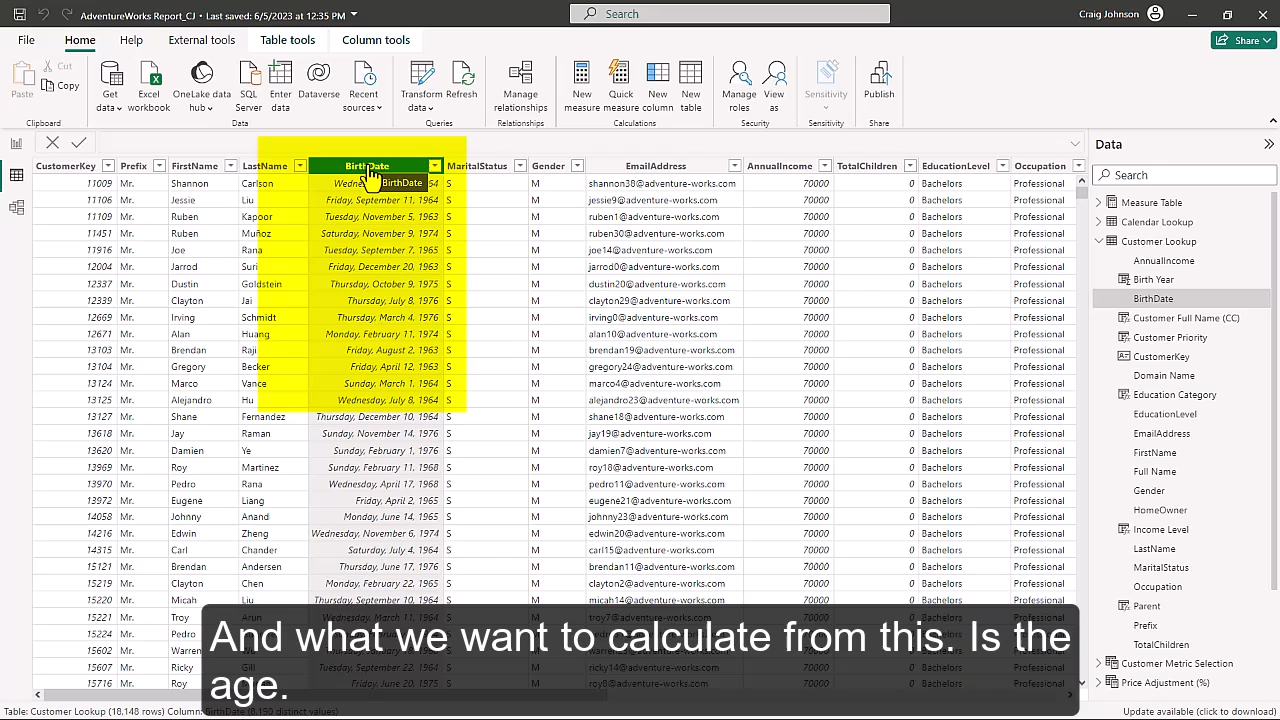 AdventureWorks Report_CJ • Last saved: 6/5/2023 at 12:35 PM
Search
Craig Johnson
File Home Help External tools Table tools Column tools
Share
Paste
Cut
Copy
Get data
Excel workbook
OneLake data hub
SQL Server
Enter data
Dataverse
Recent sources
Transform data
Refresh
Manage relationships
New measure
Quick measure
New column
New table
Manage roles
View as
Sensitivity
Publish
Clipboard Data Queries Relationships Calculations Security Sensitivity Share
CustomerKey Prefix FirstName LastName BirthDate MaritalStatus Gender EmailAddress AnnualIncome TotalChildren EducationLevel Occupation
11009 Mr. Shannon Carlson Wedne 54 S M shannon38@adventure-works.com 70000 0 Bachelors Professional
BirthDate
11106 Mr. Jessie Liu Friday, September 11, 1964 S M jessie9@adventure-works.com 70000 0 Bachelors Professional
11109 Mr. Ruben Kapoor Tuesday, November 5, 1963 S M ruben1@adventure-works.com 70000 0 Bachelors Professional
11451 Mr. Ruben Muñoz Saturday, November 9, 1974 S M ruben30@adventure-works.com 70000 0 Bachelors Professional
11916 Mr. Joe Rana Tuesday, September 7, 1965 S M joe14@adventure-works.com 70000 0 Bachelors Professional
12004 Mr. Jarrod Suri Friday, December 20, 1963 S M jarrod0@adventure-works.com 70000 0 Bachelors Professional
12337 Mr. Dustin Goldstein Thursday, October 9, 1975 S M dustin20@adventure-works.com 70000 0 Bachelors Professional
12339 Mr. Clayton Jai Thursday, July 8, 1976 S M clayton29@adventure-works.com 70000 0 Bachelors Professional
12669 Mr. Irving Schmidt Thursday, March 4, 1976 S M irving0@adventure-works.com 70000 0 Bachelors Professional
12671 Mr. Alan Huang Monday, February 11, 1974 S M alan10@adventure-works.com 70000 0 Bachelors Professional
13103 Mr. Brendan Raji Friday, August 2, 1963 S M brendan19@adventure-works.com 70000 0 Bachelors Professional
13104 Mr. Gregory Becker Friday, April 12, 1963 S M gregory24@adventure-works.com 70000 0 Bachelors Professional
13124 Mr. Marco Vance Sunday, March 1, 1964 S M marco4@adventure-works.com 70000 0 Bachelors Professional
13125 Mr. Alejandro Hu Wednesday, July 8, 1964 S M alejandro23@adventure-works.com 70000 0 Bachelors Professional
13127 Mr. Shane Fernandez Thursday, December 10, 1964 S M shane18@adventure-works.com 70000 0 Bachelors Professional
13618 Mr. Jay Raman Sunday, November 14, 1976 S M jay19@adventure-works.com 70000 0 Bachelors Professional
13620 Mr. Damien Ye Sunday, February 1, 1976 S M damien7@adventure-works.com 70000 0 Bachelors Professional
13969 Mr. Roy Martinez Sunday, February 11, 1968 S M roy18@adventure-works.com 70000 0 Bachelors Professional
13970 Mr. Pedro Rana Wednesday, April 17, 1968 S M pedro11@adventure-works.com 70000 0 Bachelors Professional
13972 Mr. Eugene Liang Friday, April 2, 1965 S M eugene21@adventure-works.com 70000 0 Bachelors Professional
14058 Mr. Johnny Anand Monday, June 14, 1965 S M johnny23@adventure-works.com 70000 0 Bachelors Professional
14216 Mr. Edwin Zheng Wednesday, November 6, 1974 S M edwin20@adventure-works.com 70000 0 Bachelors Professional
14315 Mr. Carl Chander Saturday, July 4, 1964 S M carl15@adventure-works.com 70000 0 Bachelors Professional
15121 Mr. Brendan Andersen Thursday, June 17, 1976 S M brendan11@adventure-works.com 70000 0 Bachelors Professional
15219 Mr. Clayton Chen Monday, February 22, 1965 S M clayton2@adventure-works.com 70000 0 Bachelors Professional
15220 Mr. Micah Liu Thursday, September 10, 1964 S M micah14@adventure-works.com 70000 0 Bachelors Professional
15221 Mr. Troy
15224 Mr. Pedro
15607 Mr. Ricky Gill
15716 Mr. Roy
And what we want to calculate from this. Is the
age.
Table: Customer Lookup (18,148 rows) Column: BirthDate (8,190 distinct values)
Data
Search
Measure Table
Calendar Lookup
Customer Lookup
AnnualIncome
Birth Year
BirthDate
Customer Full Name (CC)
Customer Priority
CustomerKey
Domain Name
Education Category
EducationLevel
EmailAddress
FirstName
Full Name
Gender
HomeOwner
Income Level
LastName
MaritalStatus
Occupation
Parent
Prefix
TotalChildren
Customer Metric Selection
Price Adjustment (%)
Update available (click to download)